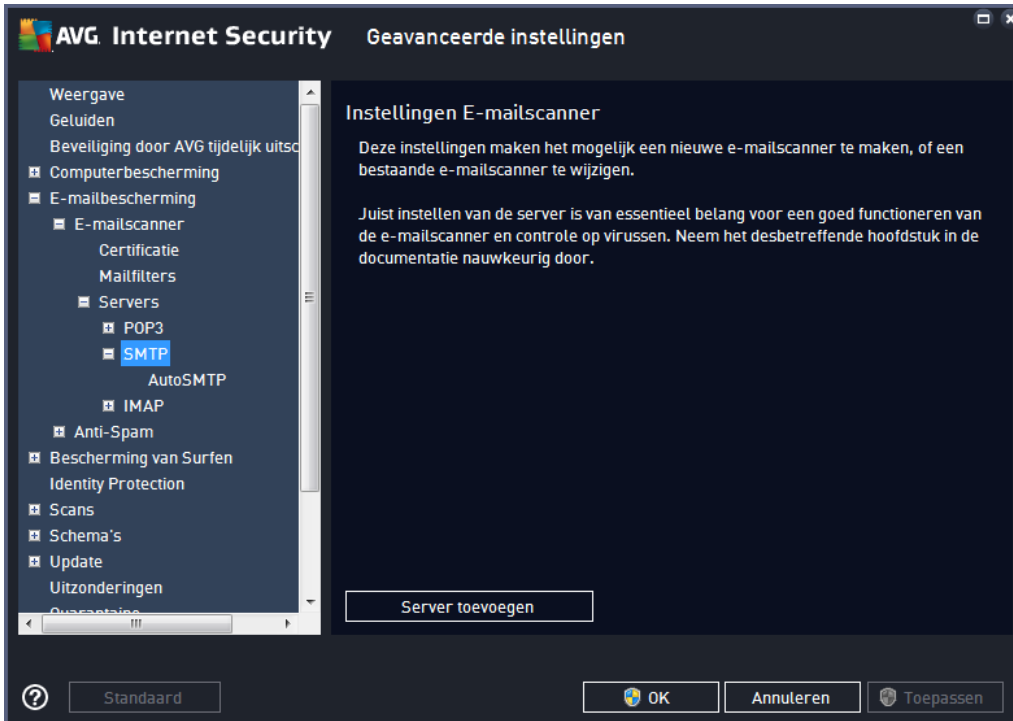 AVG Internet Security Geavanceerde instellingen
Weergave
Geluiden
Beveiliging door AVG tijdelijk uitsc
Computerbescherming
E-mailbescherming
E-mailscanner
Certificatie
Mailfilters
Servers
POP3
SMTP
AutoSMTP
IMAP
Anti-Spam
Bescherming van Surfen
Identity Protection
Scans
Schema's
Update
Uitzonderingen
Quarantaine
Instellingen E-mailscanner
Deze instellingen maken het mogelijk een nieuwe e-mailscanner te maken, of een
bestaande e-mailscanner te wijzigen.
Juist instellen van de server is van essentieel belang voor een goed functioneren van
de e-mailscanner en controle op virussen. Neem het desbetreffende hoofdstuk in de
documentatie nauwkeurig door.
Server toevoegen
? Standaard OK Annuleren Toepassen